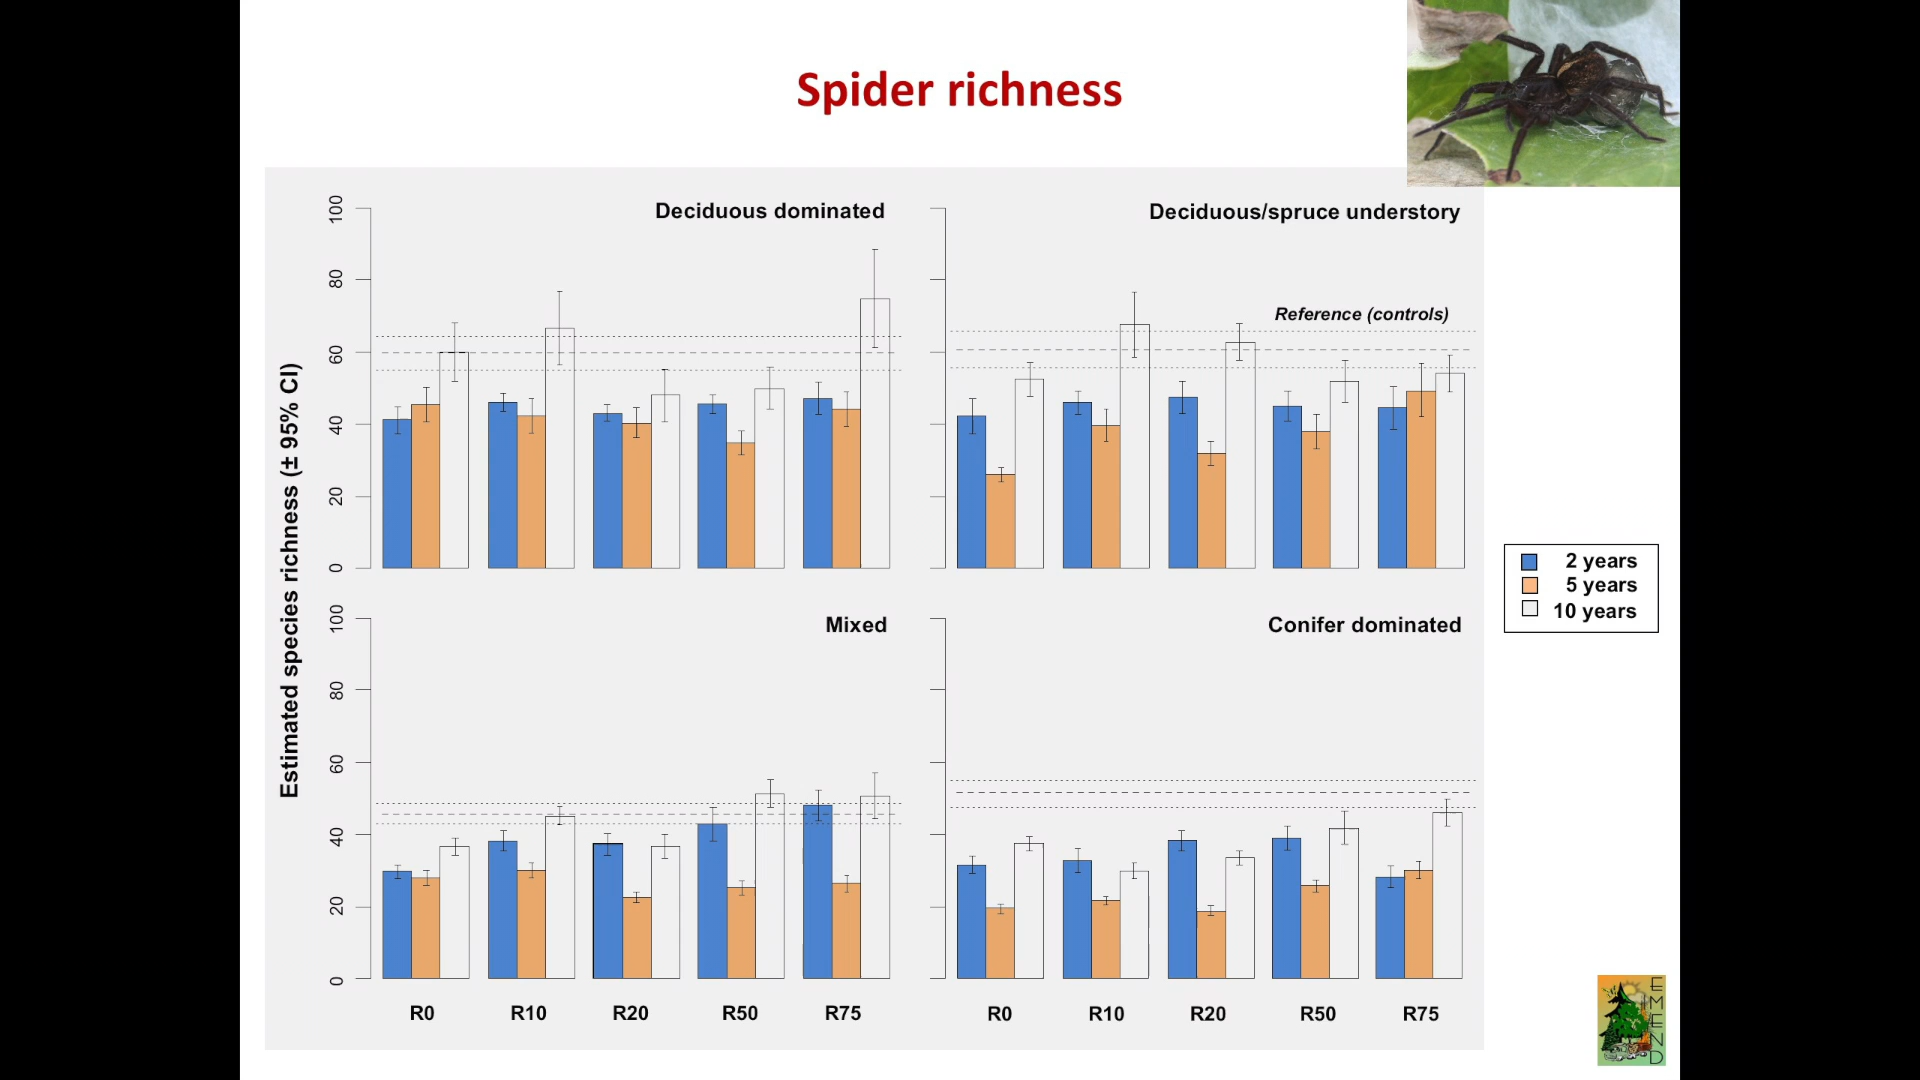 Spider richness
Estimated species richness (± 95% CI)
Deciduous dominated
100
80
60
40
20
0
Deciduous/spruce understory
Reference (controls)
Mixed
100
80
60
40
20
0
R0 R10 R20 R50 R75
Conifer dominated
R0 R10 R20 R50 R75
2 years
5 years
10 years
EMEND